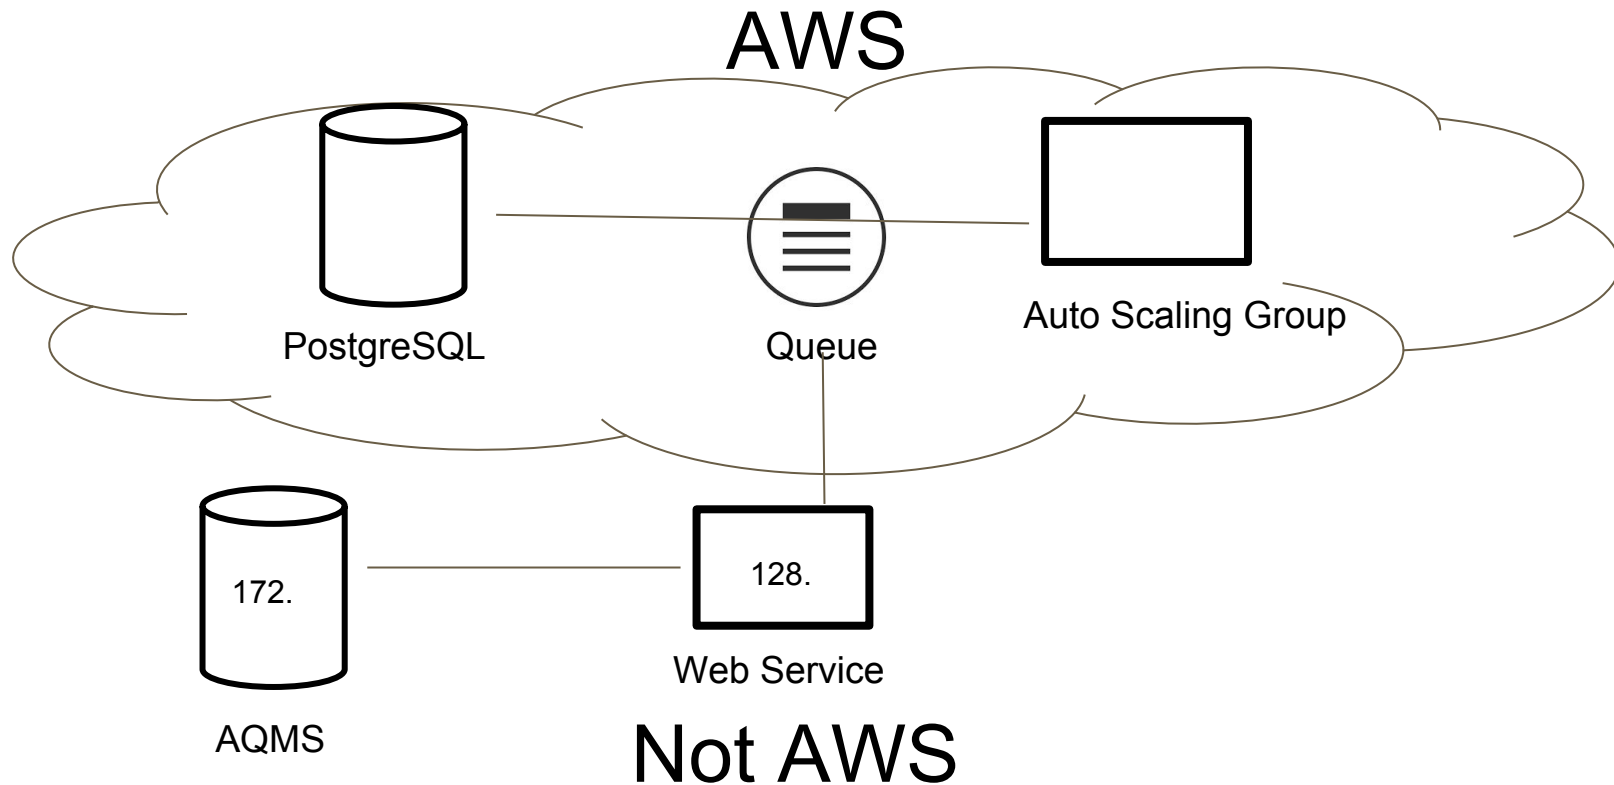 AWS
PostgreSQL
Queue
Auto Scaling Group
172.
128.
Web Service
AQMS
Not AWS